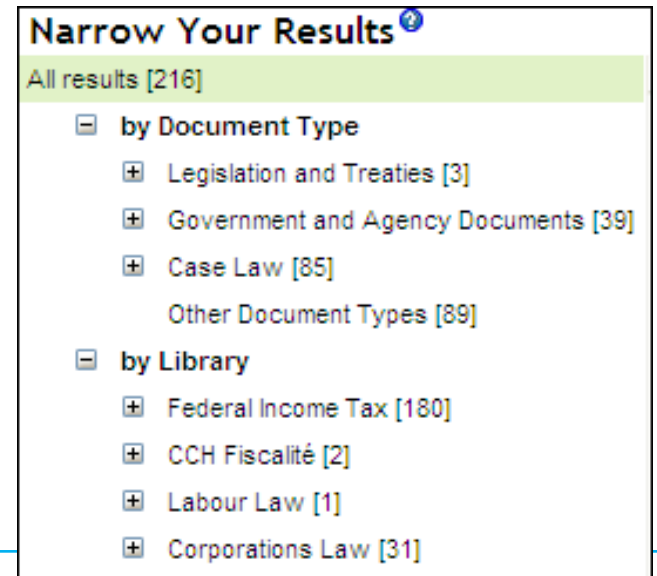 Narrow Your Results
All results [216]
by Document Type
Legislation and Treaties [3]
Government and Agency Documents [39]
Case Law [85]
Other Document Types [89]
by Library
Federal Income Tax [180]
CCH Fiscalité [2]
Labour Law [1]
Corporations Law [31]